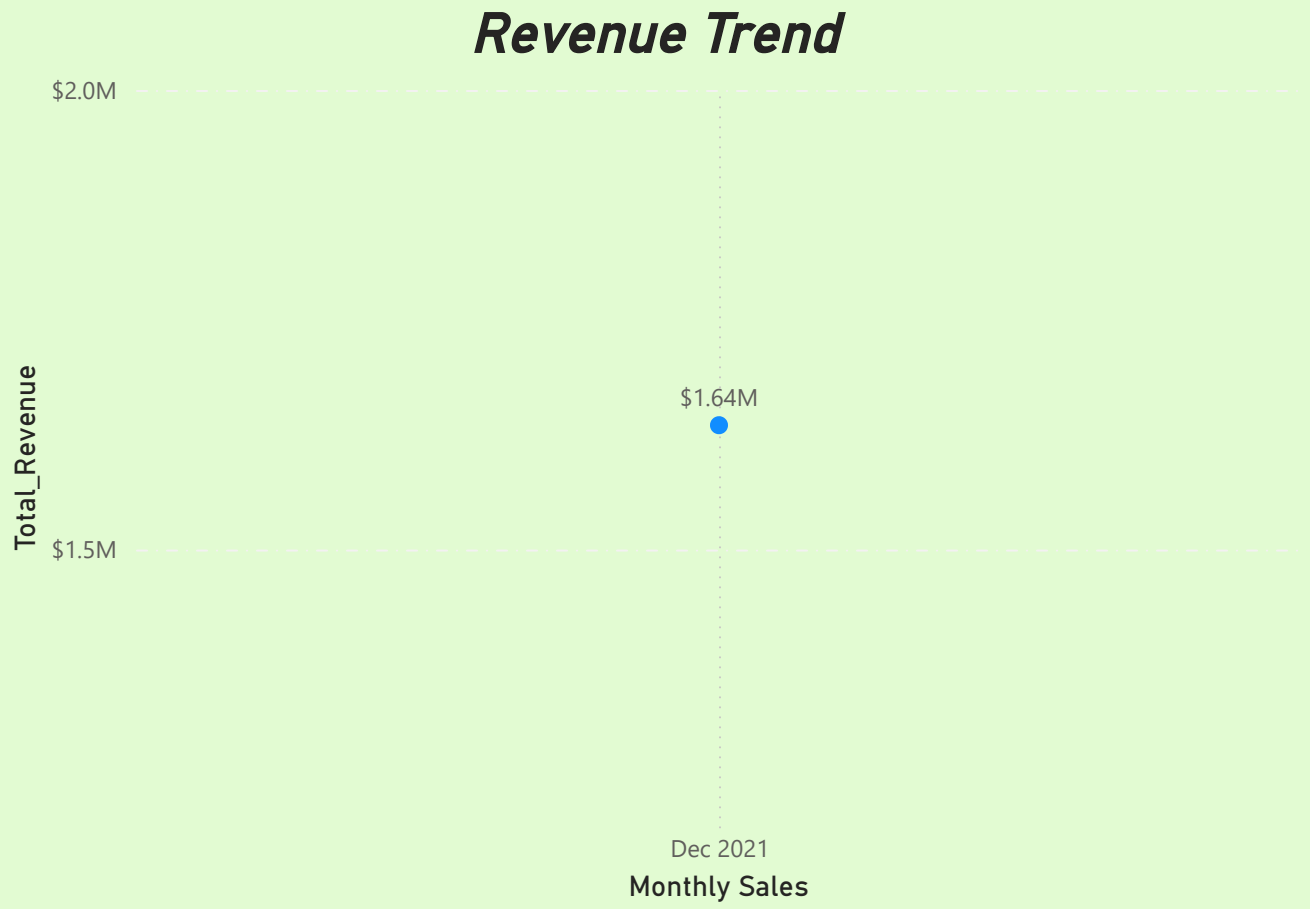 Revenue Trend
$2.0M
$1.64M
Total_Revenue
$1.5M
Dec 2021
Monthly Sales